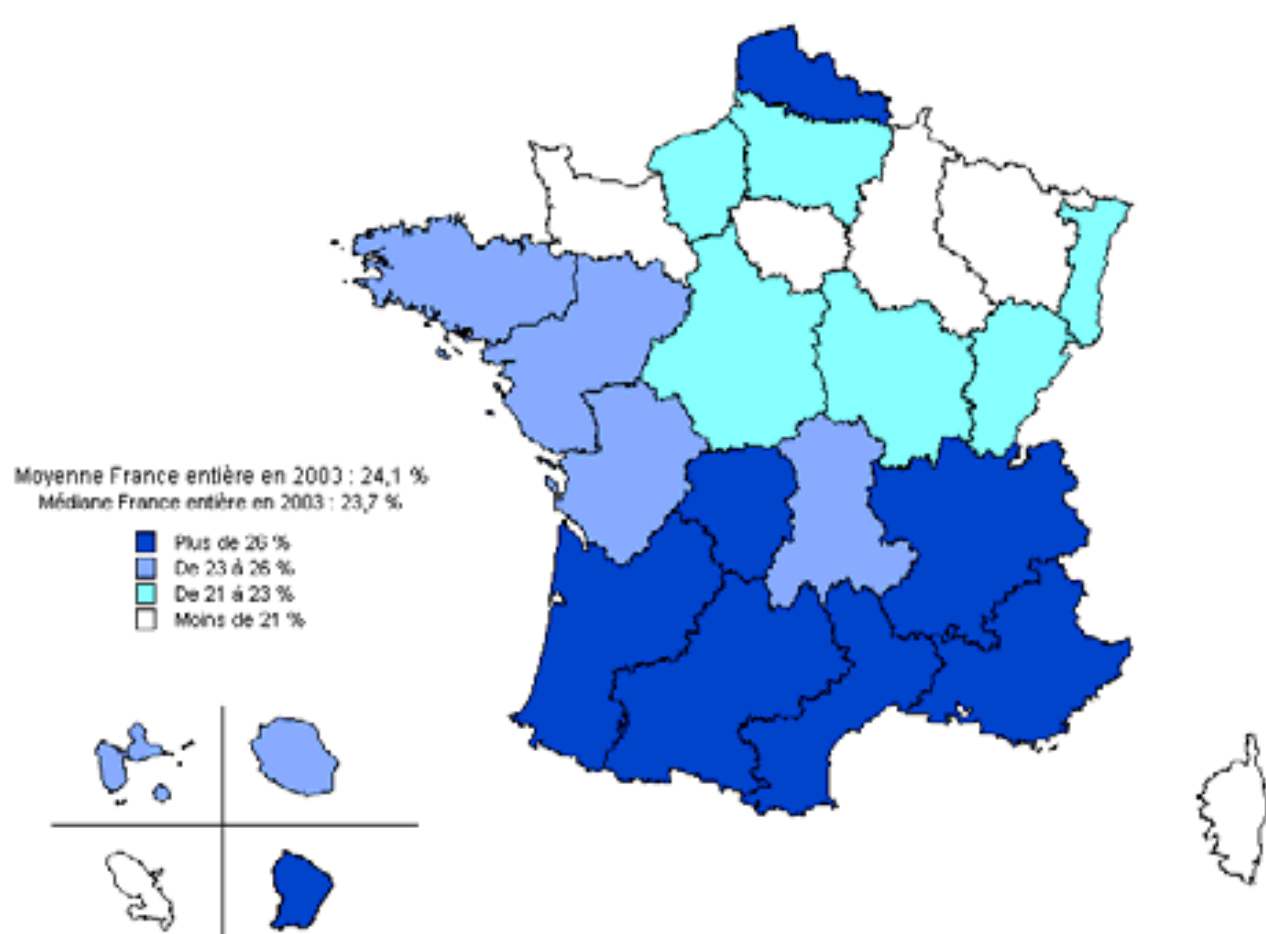 Moyenne France entière en 2003 : 24,1 %
Médiane France entière en 2003 : 23,7 %
Plus de 26 %
De 23 à 26 %
De 21 à 23 %
Moins de 21 %